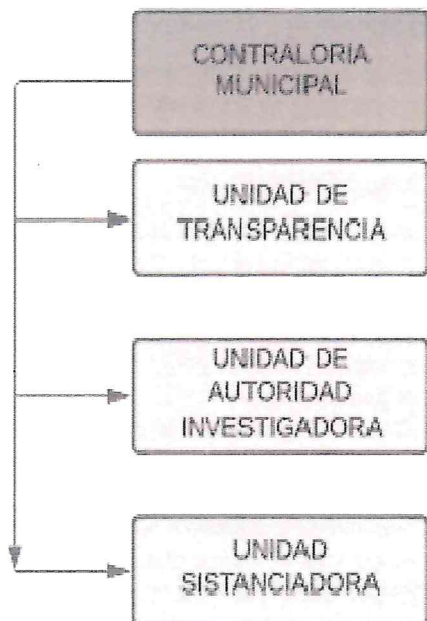 CONTRALORIA
MUNICIPAL
UNIDAD DE
TRANSPARENCIA
UNIDAD DE
AUTORIDAD
INVESTIGADORA
UNIDAD
SISTANCIADORA